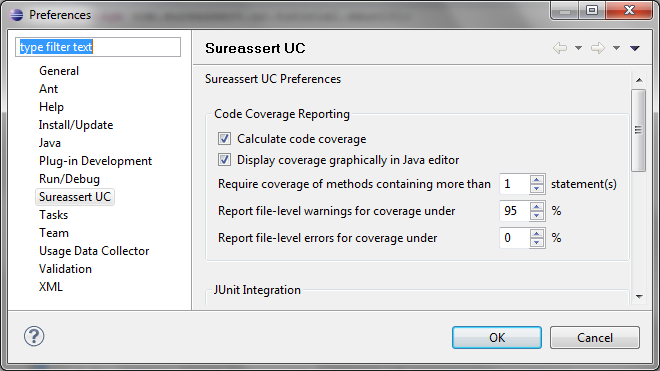 Preferences
type filter text
General
Ant
Help
Install/Update
Java
Plug-in Development
Run/Debug
Sureassert UC
Tasks
Team
Usage Data Collector
Validation
XML
Sureassert UC
Sureassert UC Preferences
Code Coverage Reporting
Calculate code coverage
Display coverage graphically in Java editor
Require coverage of methods containing more than 1 statement(s)
Report file-level warnings for coverage under 95 %
Report file-level errors for coverage under 0 %
JUnit Integration
? OK Cancel